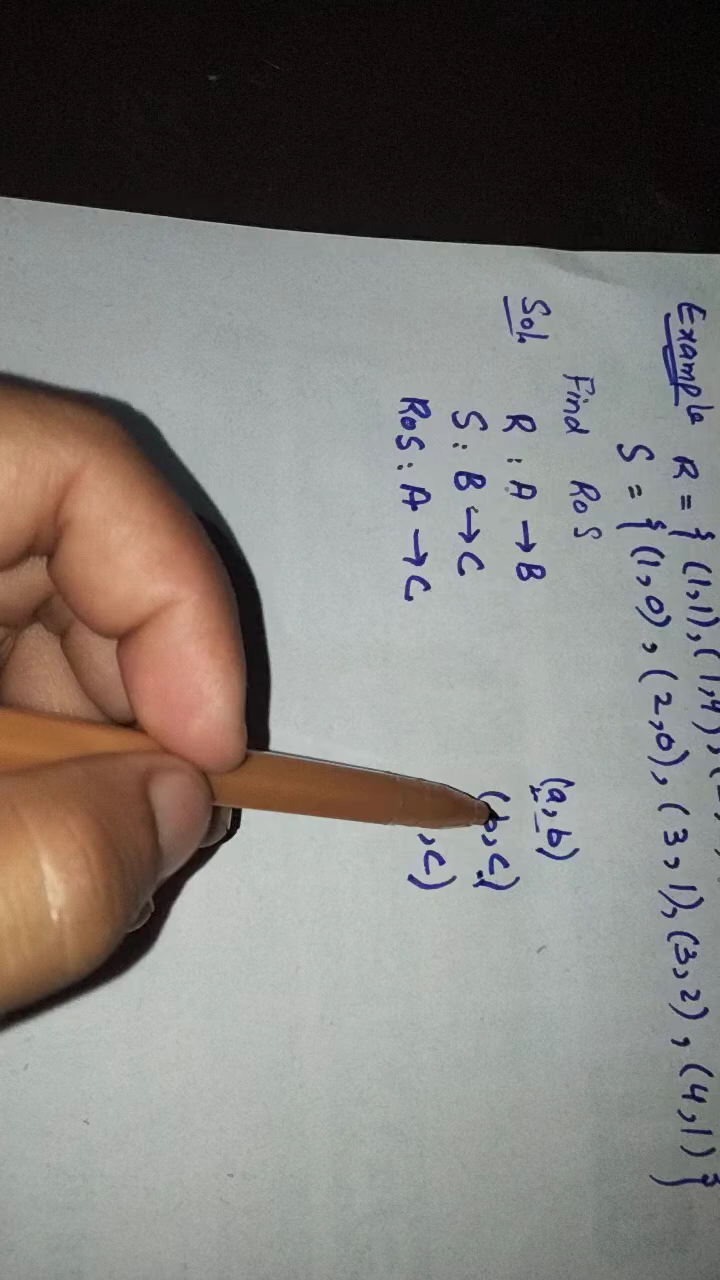 Example R = { (1,1), (1,4), (
S = { (1,0), (2,0), (3,1), (3,2), (4,1) }
Find RoS
Sol. R : A → B (a, b)
S : B → C (b, c)
RoS : A → C , c)